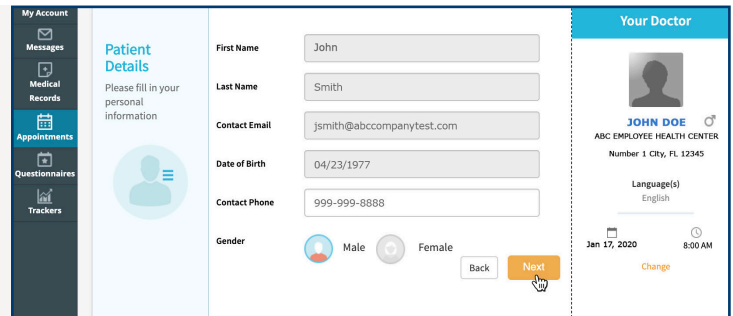 My Account
Messages
Medical
Records
Appointments
Questionnaires
Trackers
Patient
Details
Please fill in your
personal
information
First Name
John
Last Name
Smith
Contact Email
jsmith@abccompanytest.com
Date of Birth
04/23/1977
Contact Phone
999-999-8888
Gender
Male
Female
Back
Next
Your Doctor
JOHN DOE
ABC EMPLOYEE HEALTH CENTER
Number 1 City, FL 12345
Language(s)
English
Jan 17, 2020
8:00 AM
Change